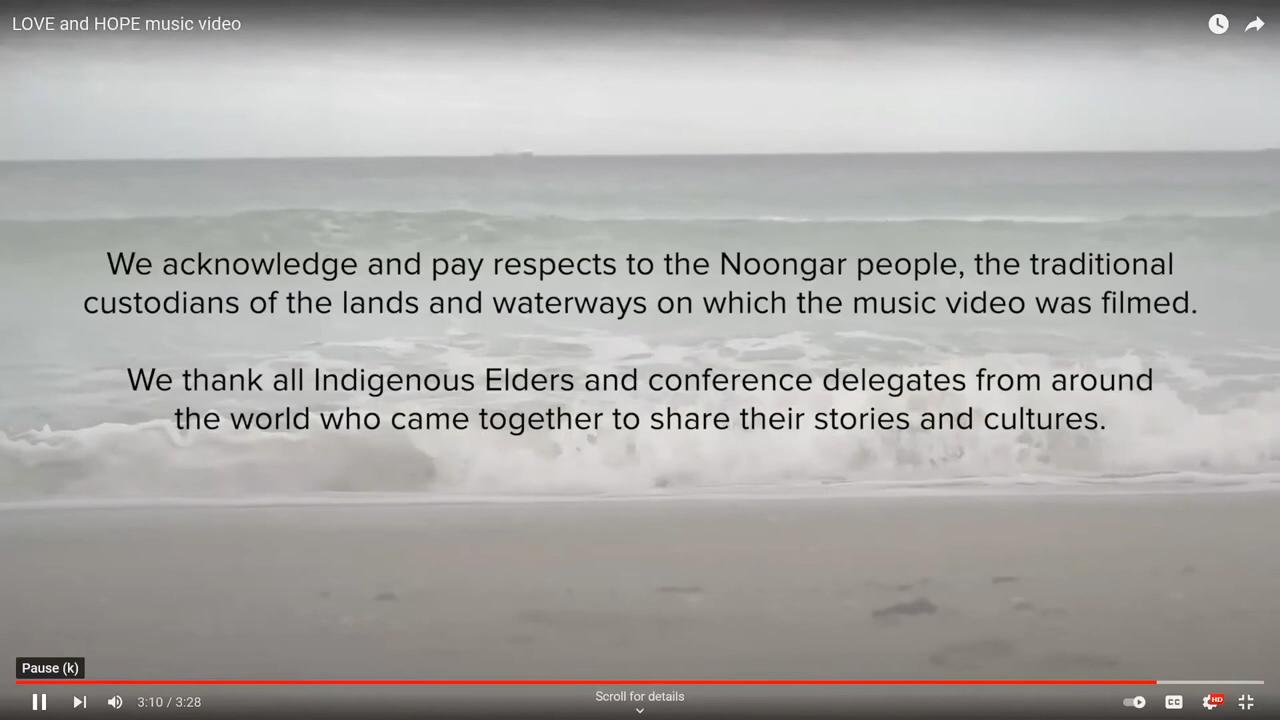 LOVE and HOPE music video
We acknowledge and pay respects to the Noongar people, the traditional
custodians of the lands and waterways on which the music video was filmed.
We thank all Indigenous Elders and conference delegates from around
the world who came together to share their stories and cultures.
Pause (k)
3:10 / 3:28
Scroll for details
CC
HD